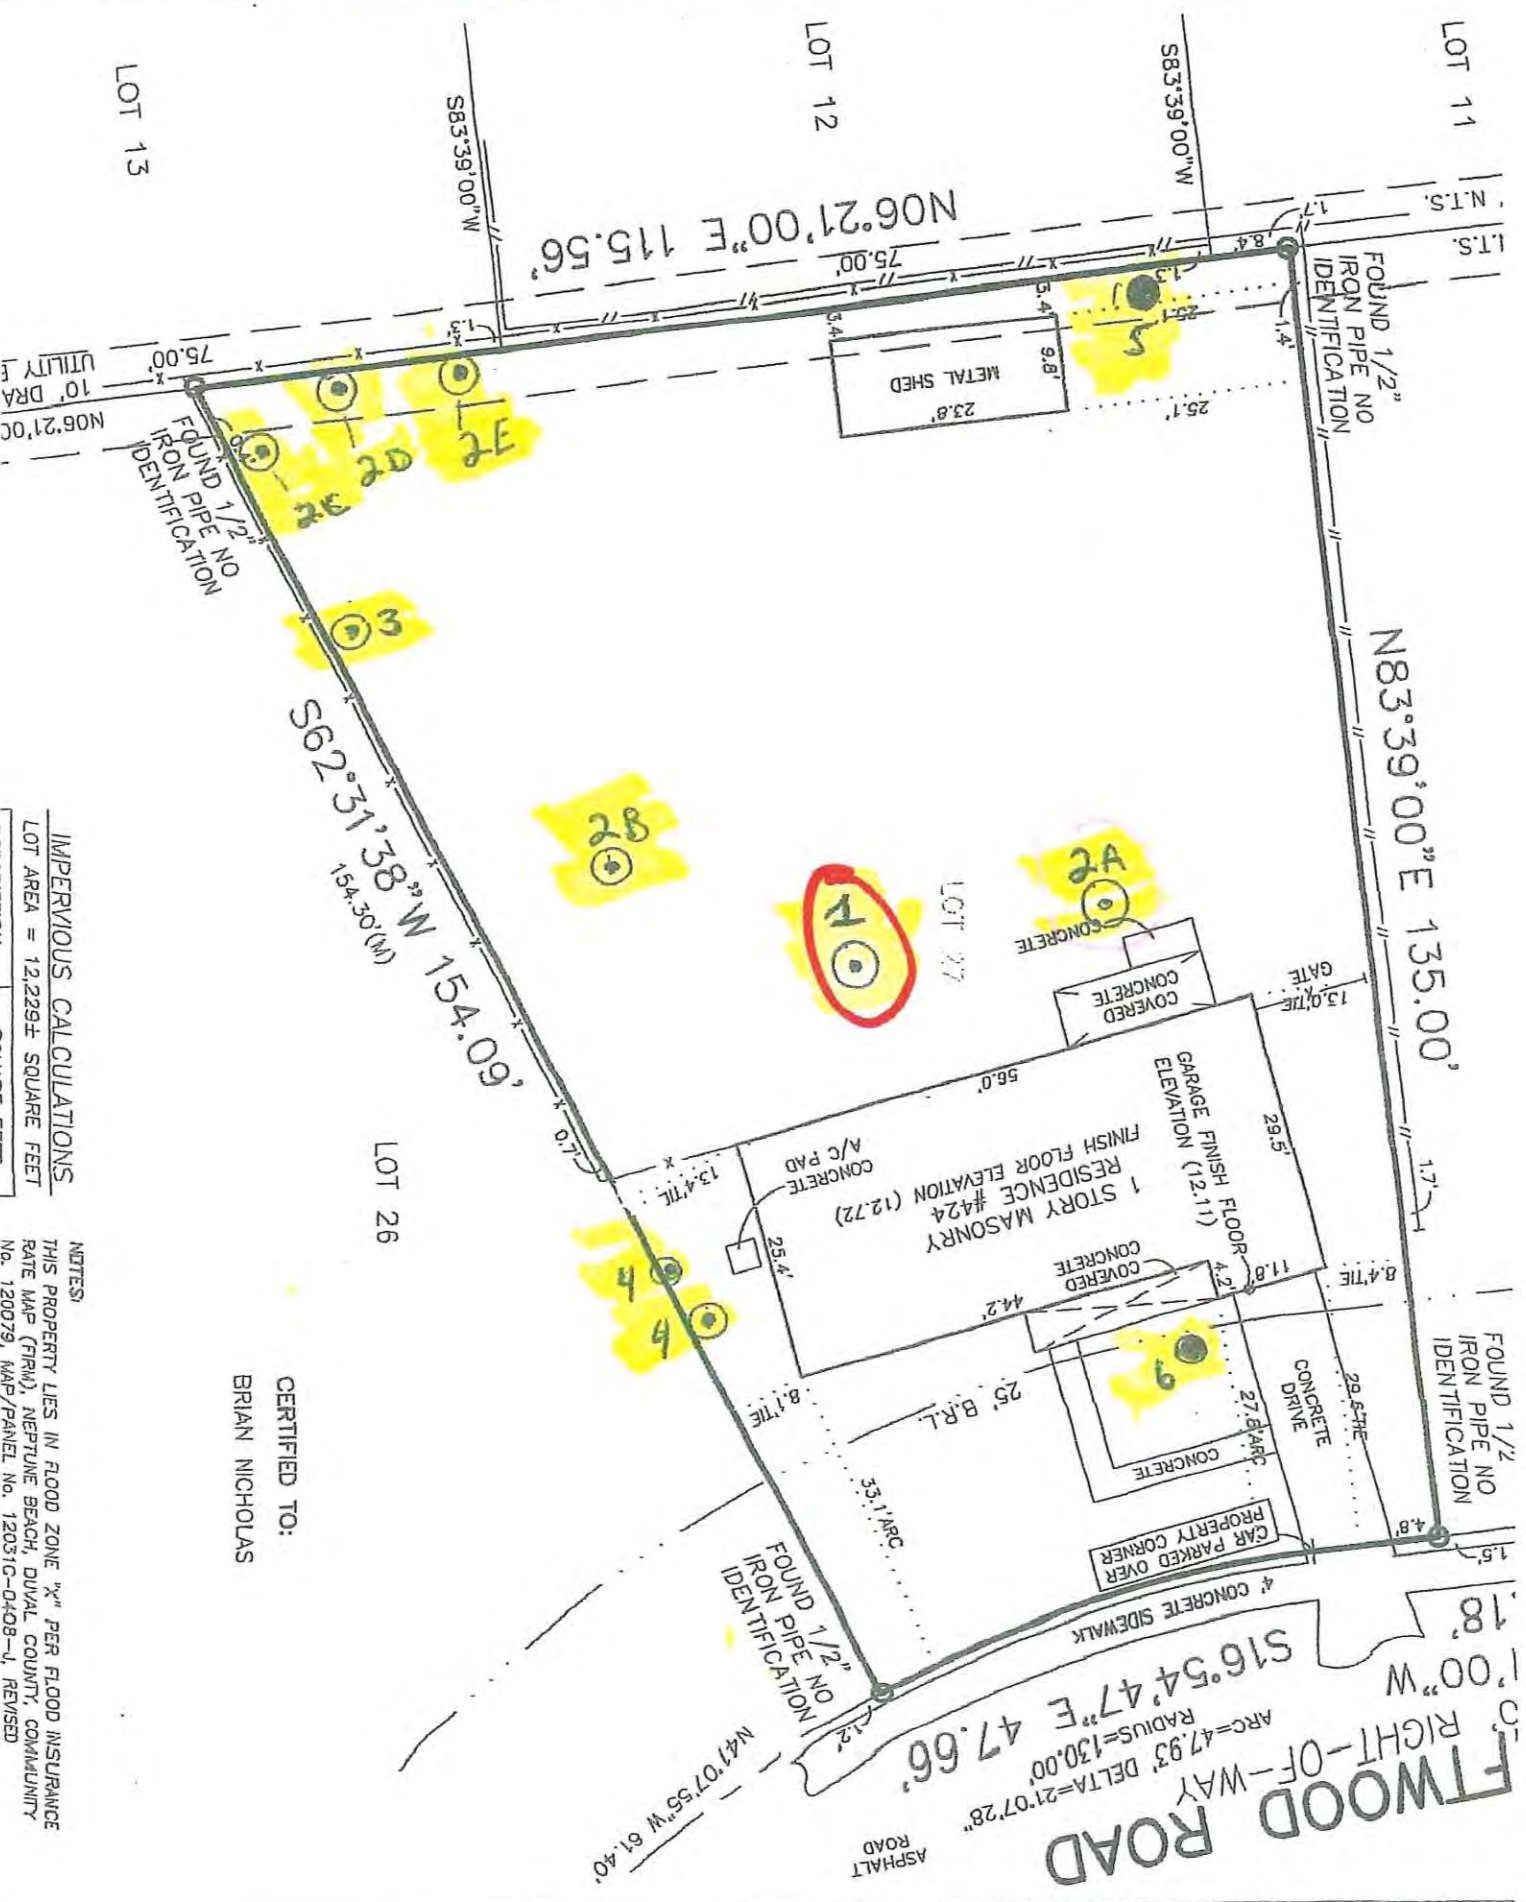 LOT 13
LOT 12
LOT 11
S83°39'00"W
S83°39'00"W
N06°21'00"E 115.56'
75.00'
75.00'
N.T.S.
1.7'
8.4'
1.3'
1.4'
FOUND 1/2"
IRON PIPE NO
IDENTIFICATION
1.3'
UTILITY
10' DRA
N06°21'00
FOUND 1/2"
IRON PIPE NO
IDENTIFICATION
2D
2E
3
5
5.4'
3.4'
9.8'
METAL SHED
23.8'
25.1'
25.1'
N83°39'00"E 135.00'
S62°31'38"W 154.09'
154.30'(M)
2B
1
2A
LOT 27
CONCRETE
COVERED
CONCRETE
GATE
13.0'TIE
56.0'
29.5'
GARAGE FINISH FLOOR
ELEVATION (12.11)
1 STORY MASONRY
RESIDENCE #424
FINISH FLOOR ELEVATION (12.72)
CONCRETE
A/C PAD
0.7'
13.4'TIE
25.4'
COVERED
CONCRETE
44.2'
4.2'
11.8'
8.4'TIE
1.7'
4
4
6
LOT 26
8.1'TIE
25' B.R.L.
33.1'ARC
27.8'ARC
29.6'TIE
CONCRETE
DRIVE
CONCRETE
CAR PARKED OVER
PROPERTY CORNER
FOUND 1/2
IRON PIPE NO
IDENTIFICATION
4.8'
1.5'
4' CONCRETE SIDEWALK
FOUND 1/2"
IRON PIPE NO
IDENTIFICATION
1.2'
S16°54'47"E 47.66'
ARC=47.93' DELTA=21°07'28"
RADIUS=130.00'
18'
1'00"W
RIGHT-OF-WAY
FTWOOD ROAD
ASPHALT
ROAD
N41°07'55"W 61.40'
IMPERVIOUS CALCULATIONS
LOT AREA = 12,229± SQUARE FEET
CERTIFIED TO:
BRIAN NICHOLAS
NOTES:
THIS PROPERTY LIES IN FLOOD ZONE "X" PER FLOOD INSURANCE
RATE MAP (FIRM), NEPTUNE BEACH, DUVAL COUNTY, COMMUNITY
No. 120079, MAP/PANEL No. 12031C-0408-J, REVISED